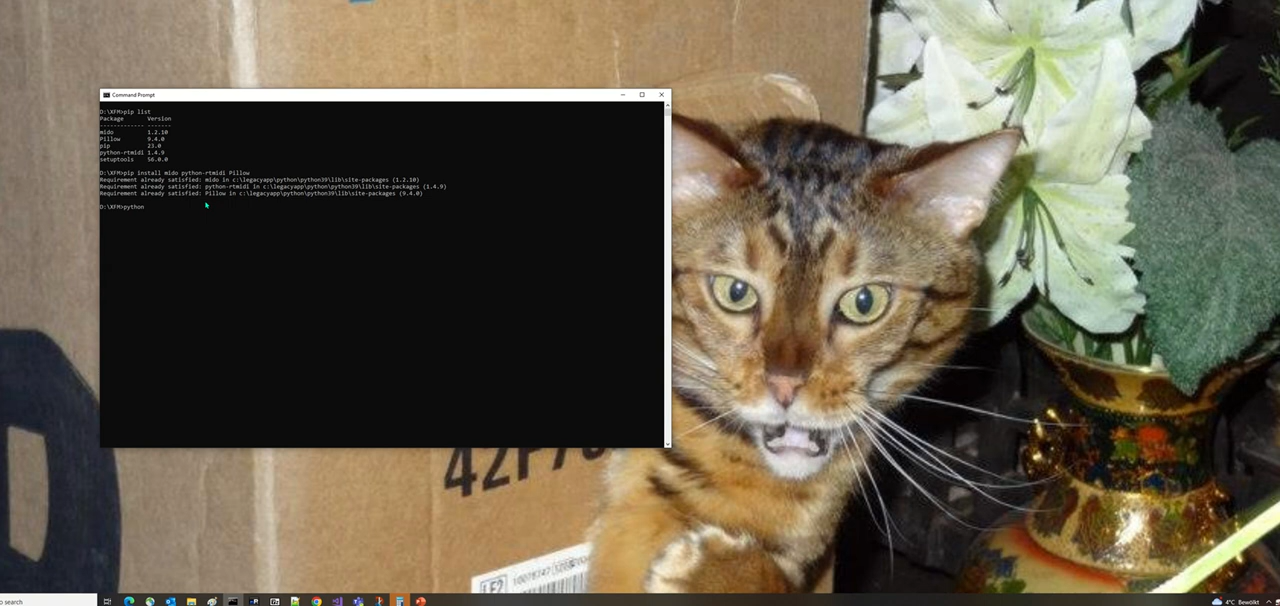 Command Prompt
D:\XFM>pip list
Package Version
------------- -------
mido 1.2.10
Pillow 9.4.0
pip 23.0
python-rtmidi 1.4.9
setuptools 56.0.0
D:\XFM>pip install mido python-rtmidi Pillow
Requirement already satisfied: mido in c:\legacyapp\python\python39\lib\site-packages (1.2.10)
Requirement already satisfied: python-rtmidi in c:\legacyapp\python\python39\lib\site-packages (1.4.9)
Requirement already satisfied: Pillow in c:\legacyapp\python\python39\lib\site-packages (9.4.0)
D:\XFM>python
o search
4°C Bewölkt